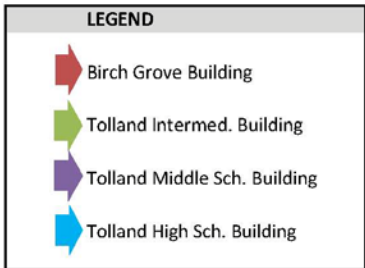 LEGEND
Birch Grove Building
Tolland Intermed. Building
Tolland Middle Sch. Building
Tolland High Sch. Building